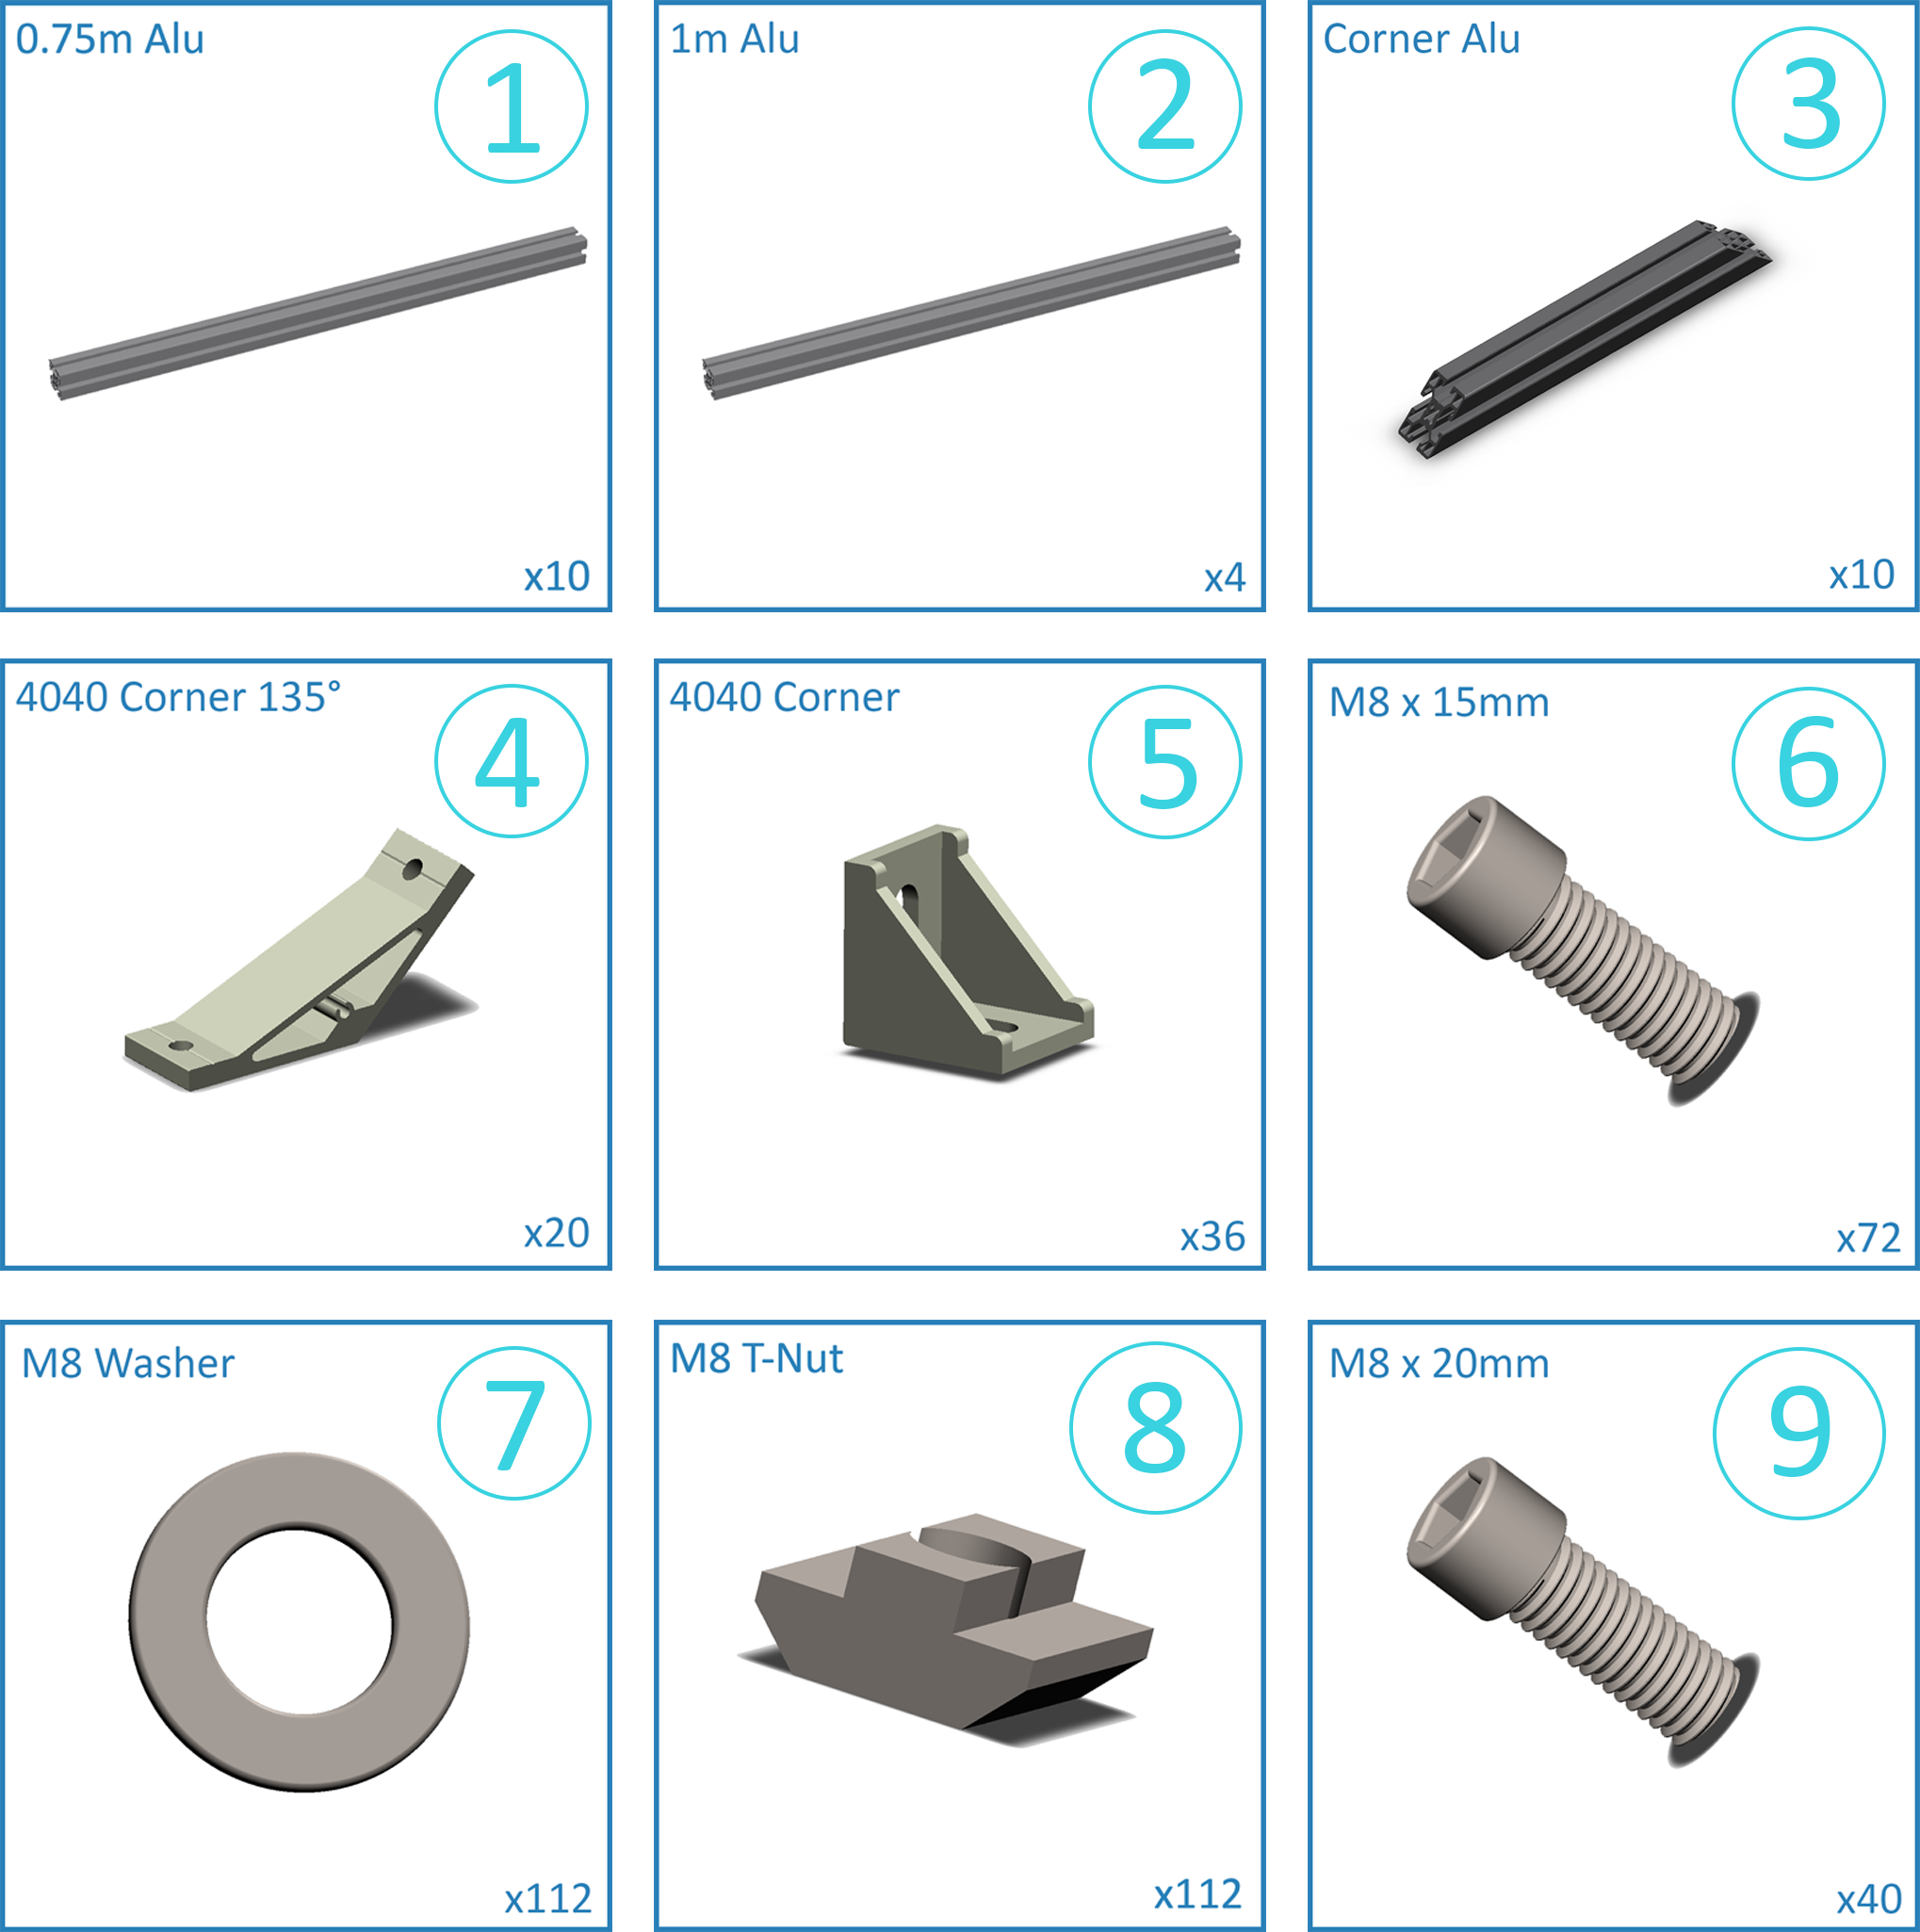 0.75m Alu
1
x10
1m Alu
2
x4
Corner Alu
3
x10
4040 Corner 135°
4
x20
4040 Corner
5
x36
M8 x 15mm
6
x72
M8 Washer
7
x112
M8 T-Nut
8
x112
M8 x 20mm
9
x40